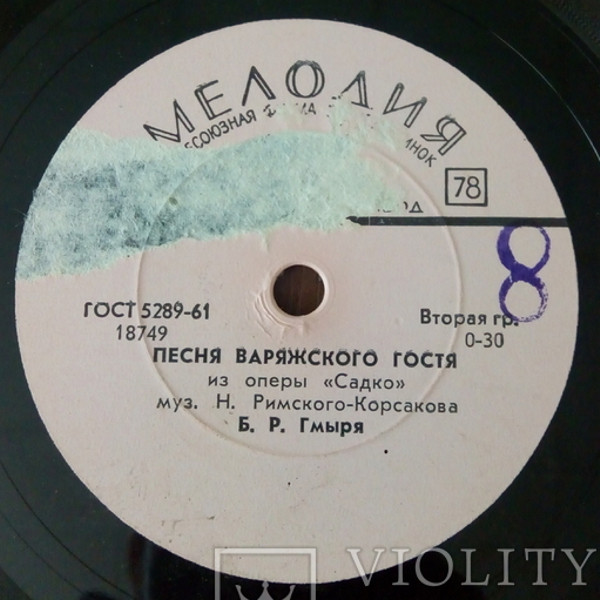 МЕЛОДИЯ
78
8
ГОСТ 5289-61
Вторая гр.
18749
0-30
ПЕСНЯ ВАРЯЖСКОГО ГОСТЯ
из оперы «Садко»
муз. Н. Римского-Корсакова
Б. Р. Гмыря
VIOLITY